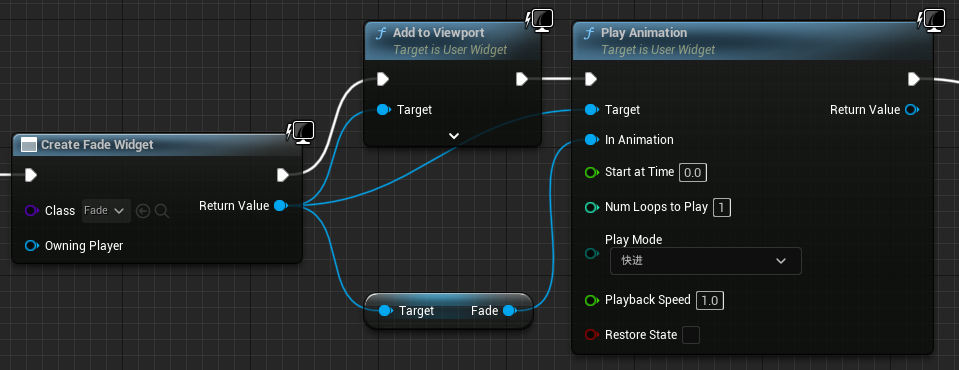 Create Fade Widget
Class
Fade
Return Value
Owning Player
Add to Viewport
Target is User Widget
Target
Target
Fade
Play Animation
Target is User Widget
Target
Return Value
In Animation
Start at Time
0.0
Num Loops to Play
1
Play Mode
快进
Playback Speed
1.0
Restore State